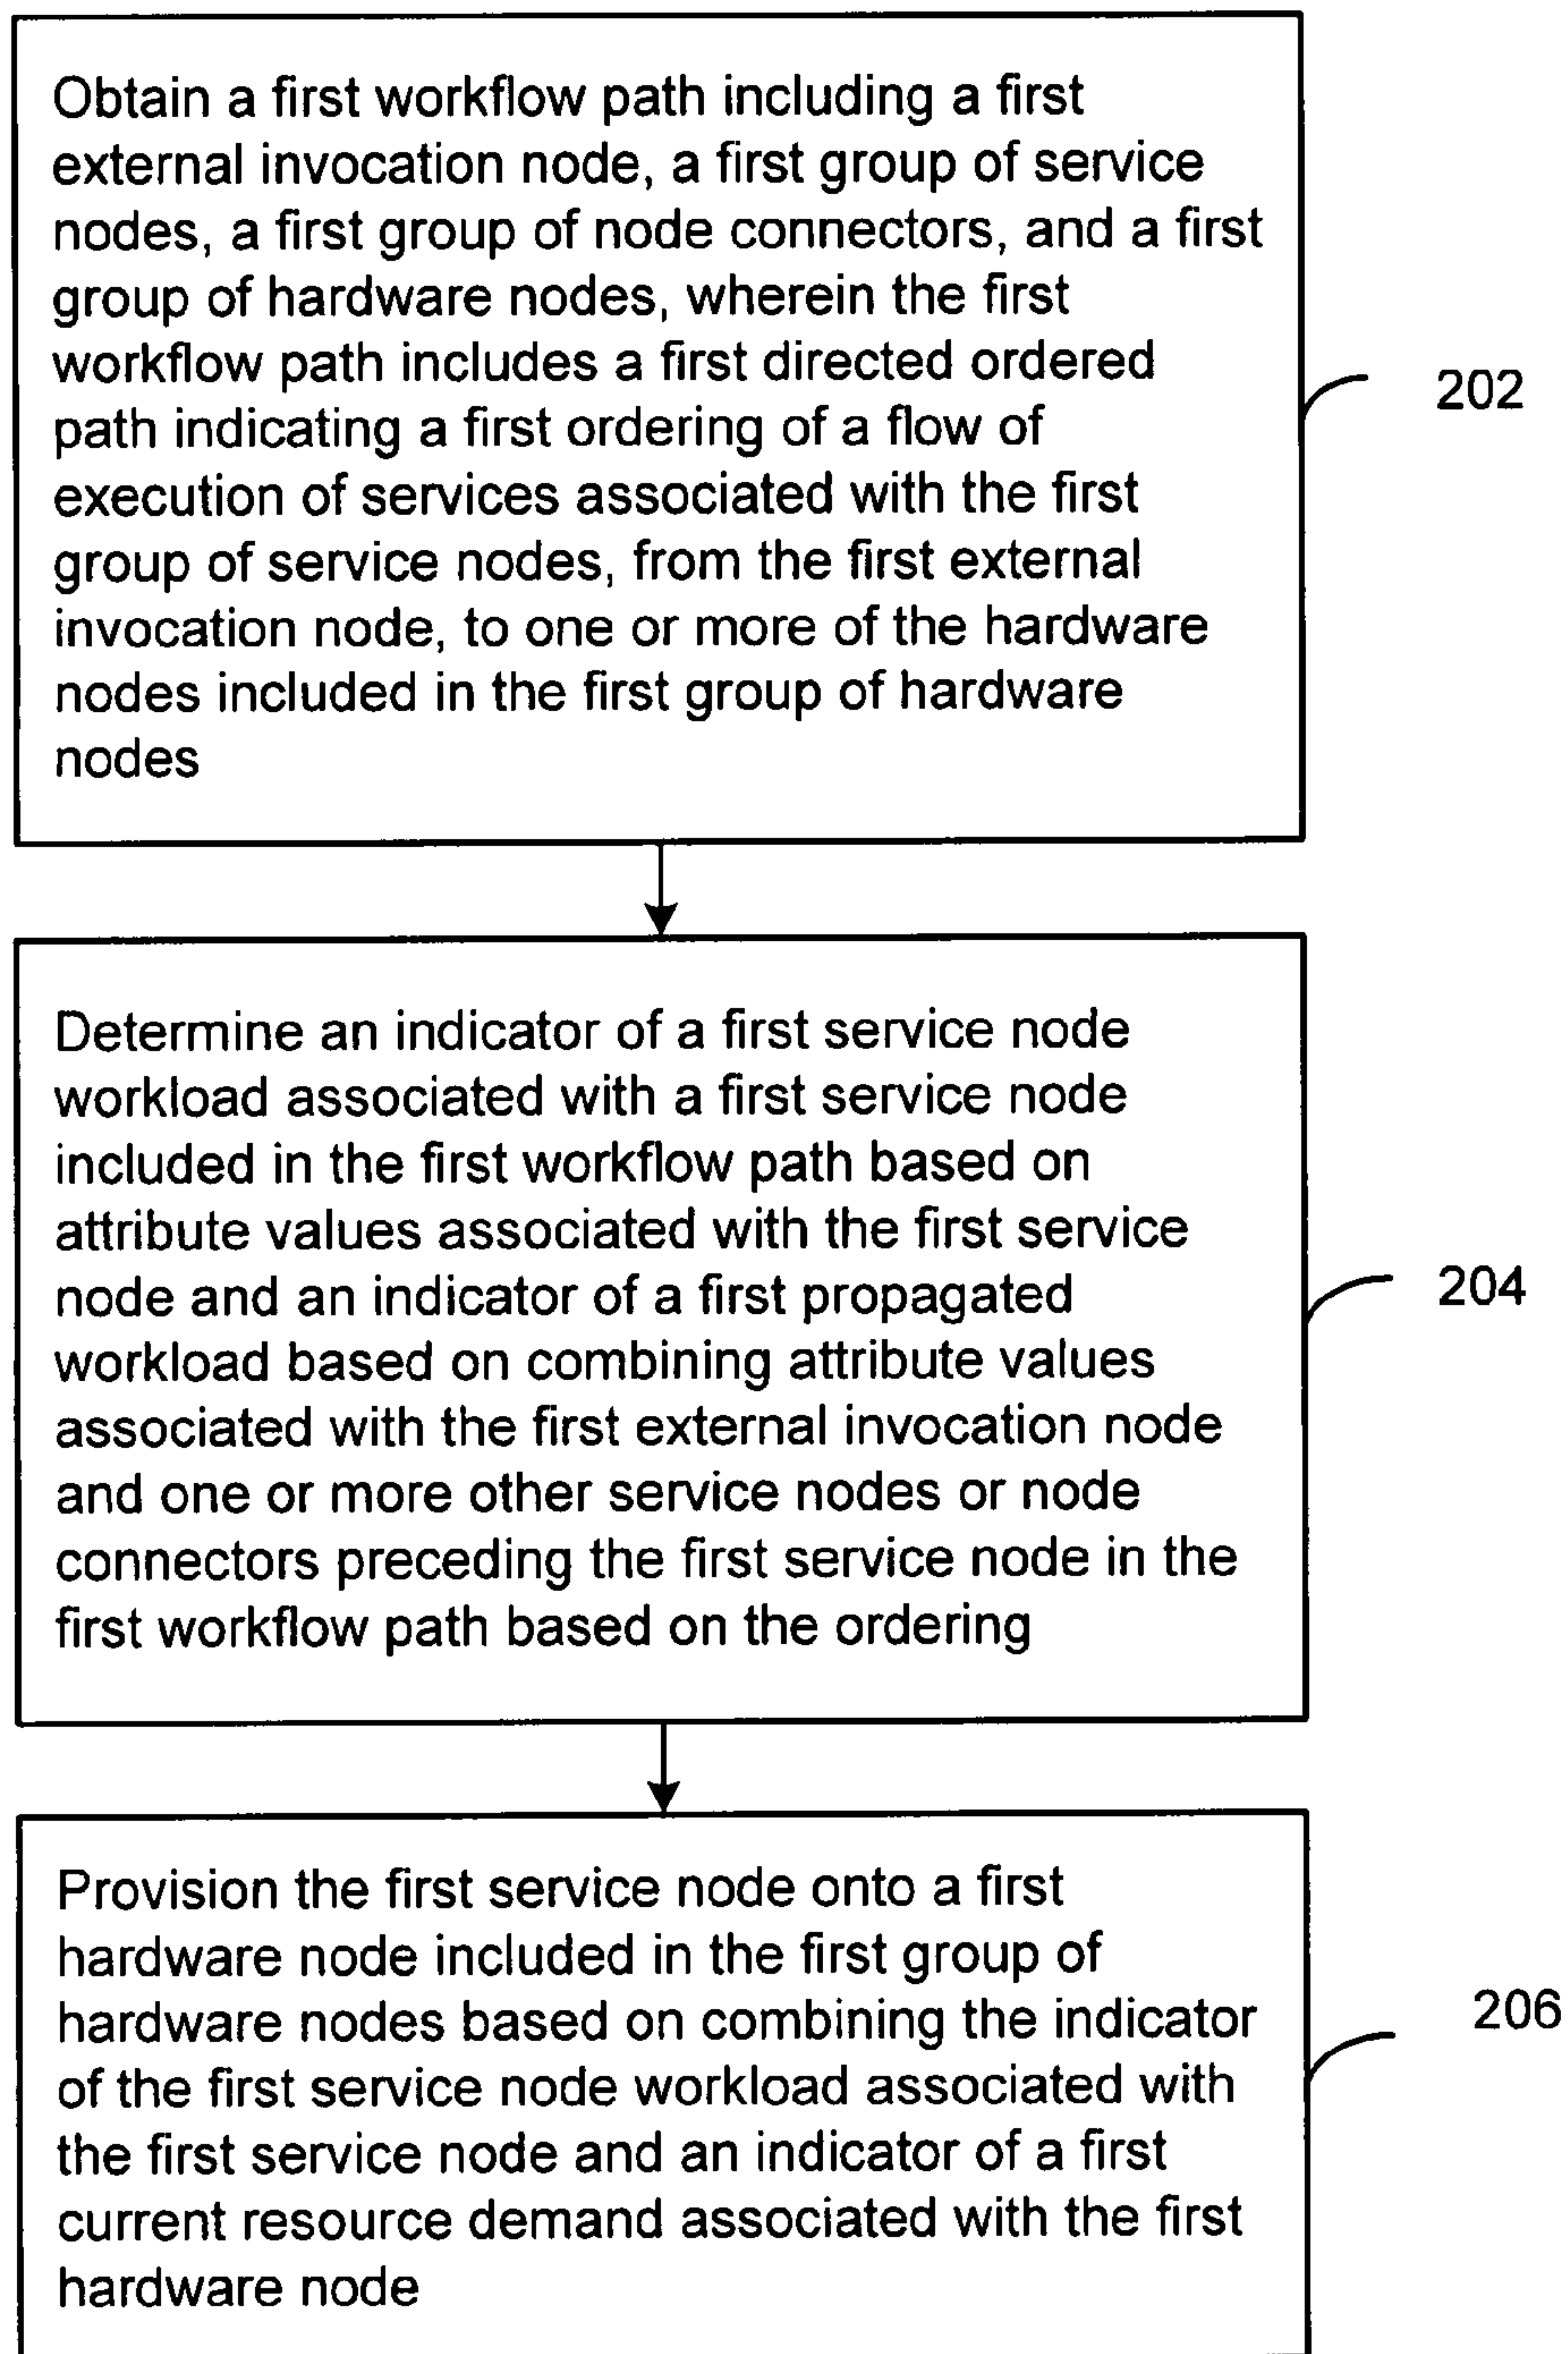 Obtain a first workflow path including a first
external invocation node, a first group of service
nodes, a first group of node connectors, and a first
group of hardware nodes, wherein the first
workflow path includes a first directed ordered
path indicating a first ordering of a flow of
execution of services associated with the first
group of service nodes, from the first external
invocation node, to one or more of the hardware
nodes included in the first group of hardware
nodes
202
Determine an indicator of a first service node
workload associated with a first service node
included in the first workflow path based on
attribute values associated with the first service
node and an indicator of a first propagated
workload based on combining attribute values
associated with the first external invocation node
and one or more other service nodes or node
connectors preceding the first service node in the
first workflow path based on the ordering
204
Provision the first service node onto a first
hardware node included in the first group of
hardware nodes based on combining the indicator
of the first service node workload associated with
the first service node and an indicator of a first
current resource demand associated with the first
hardware node
206